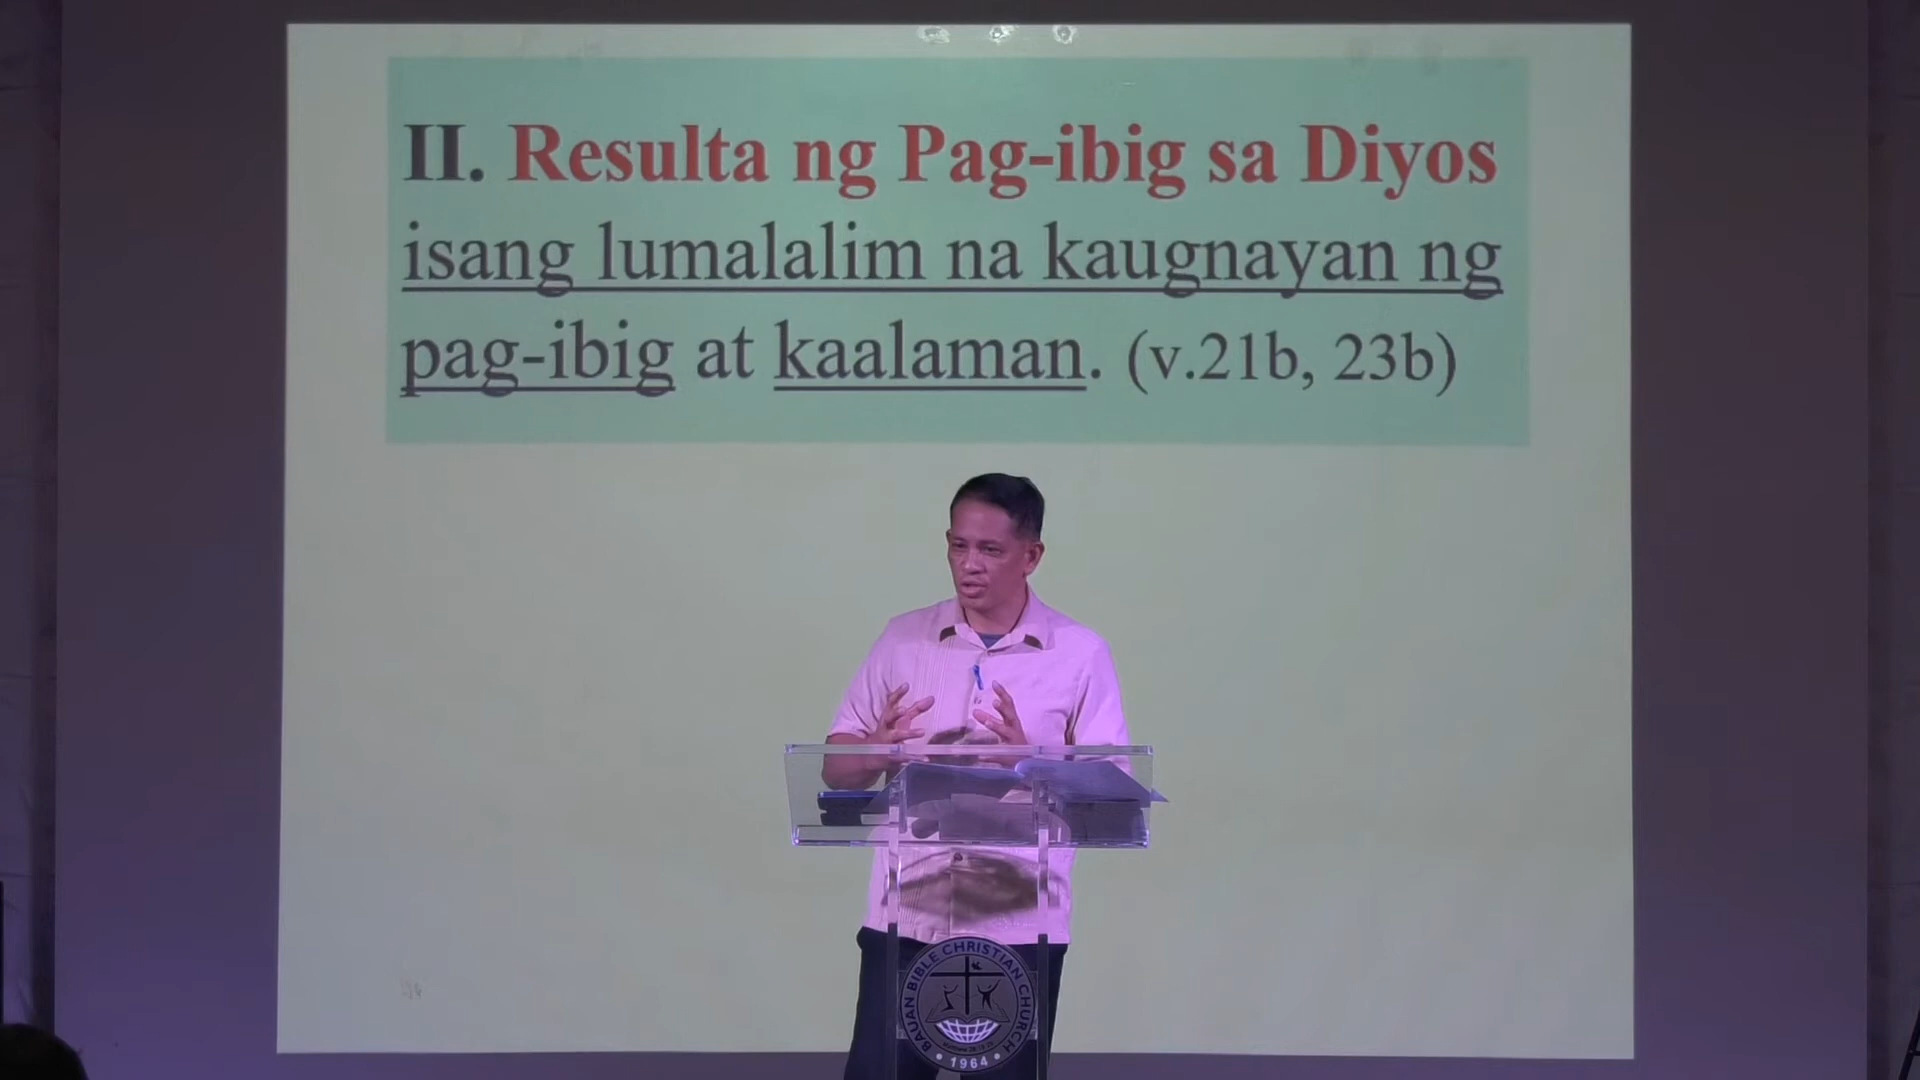 II. Resulta ng Pag-ibig sa Diyos
isang lumalalim na kaugnayan ng
pag-ibig at kaalaman. (v.21b, 23b)
BAUAN BIBLE CHRISTIAN CHURCH
• 1964 •